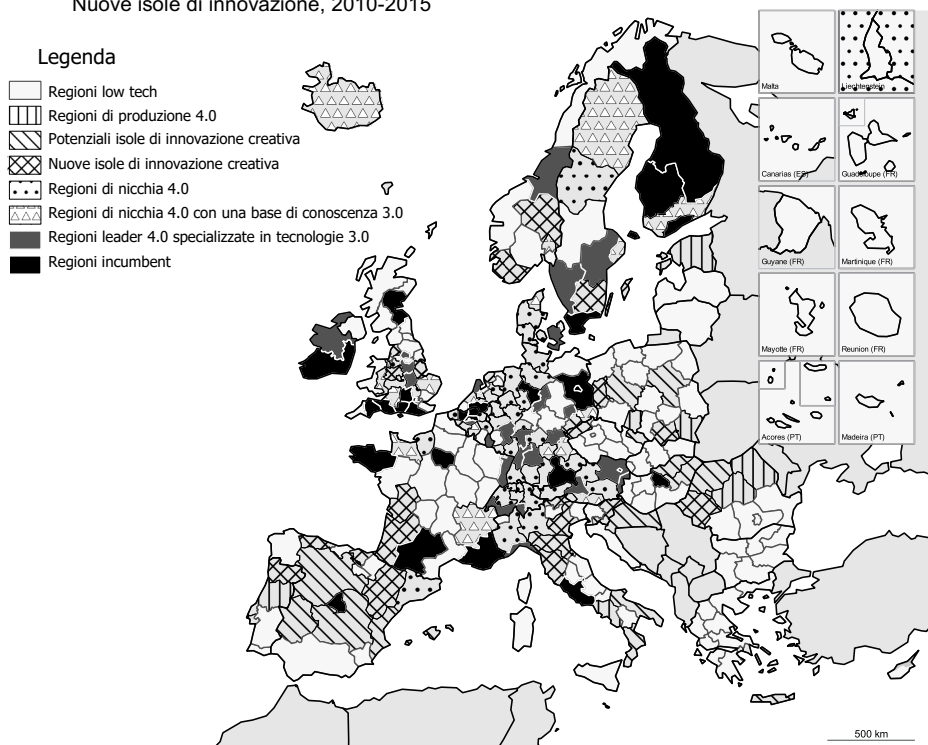 Nuove isole di innovazione, 2010-2015
Legenda
Regioni low tech
Regioni di produzione 4.0
Potenziali isole di innovazione creativa
Nuove isole di innovazione creativa
Regioni di nicchia 4.0
Regioni di nicchia 4.0 con una base di conoscenza 3.0
Regioni leader 4.0 specializzate in tecnologie 3.0
Regioni incumbent
Malta
Liechtenstein
Canarias (ES)
Guadeloupe (FR)
Guyane (FR)
Martinique (FR)
Mayotte (FR)
Reunion (FR)
Acores (PT)
Madeira (PT)
500 km